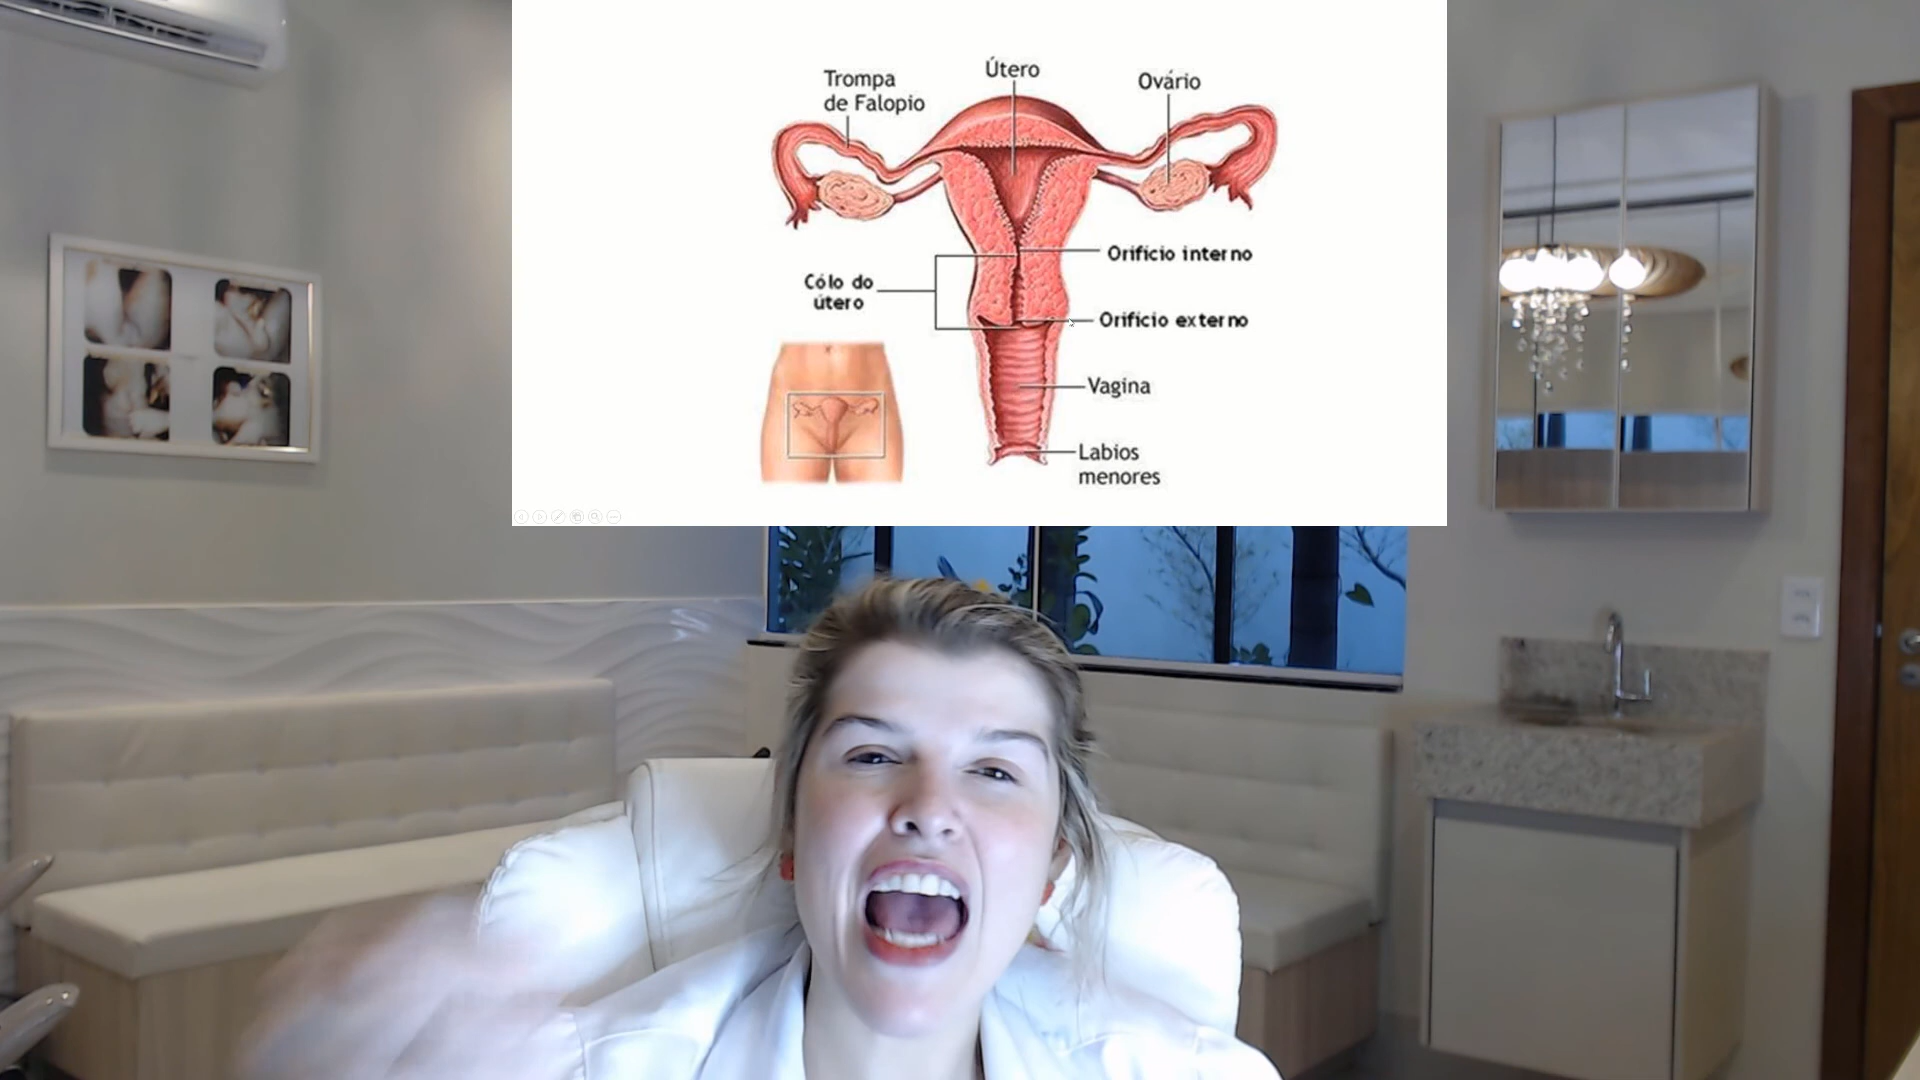 Útero
Trompa
de Falopio
Ovário
Orifício interno
Cólo do
útero
Orifício externo
Vagina
Labios
menores